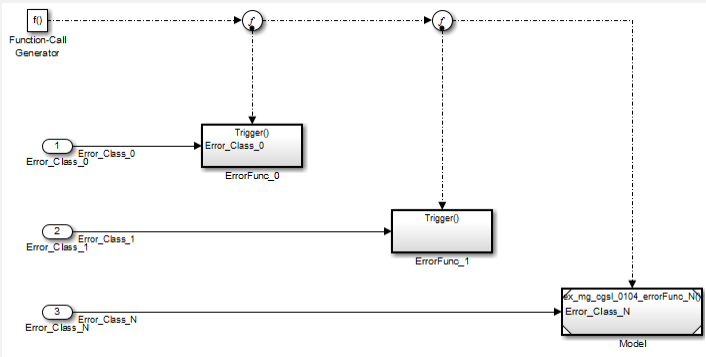 f()
f
f
Function-Call
Generator
Trigger()
1
Error_Class_0
Error_Class_0
Error_Class_0
ErrorFunc_0
Trigger()
2
Error_Class_1
Error_Class_1
ErrorFunc_1
ex_mg_cgsl_0104_errorFunc_N()
3
Error_Class_N
Error_Class_N
Error_Class_N
Model